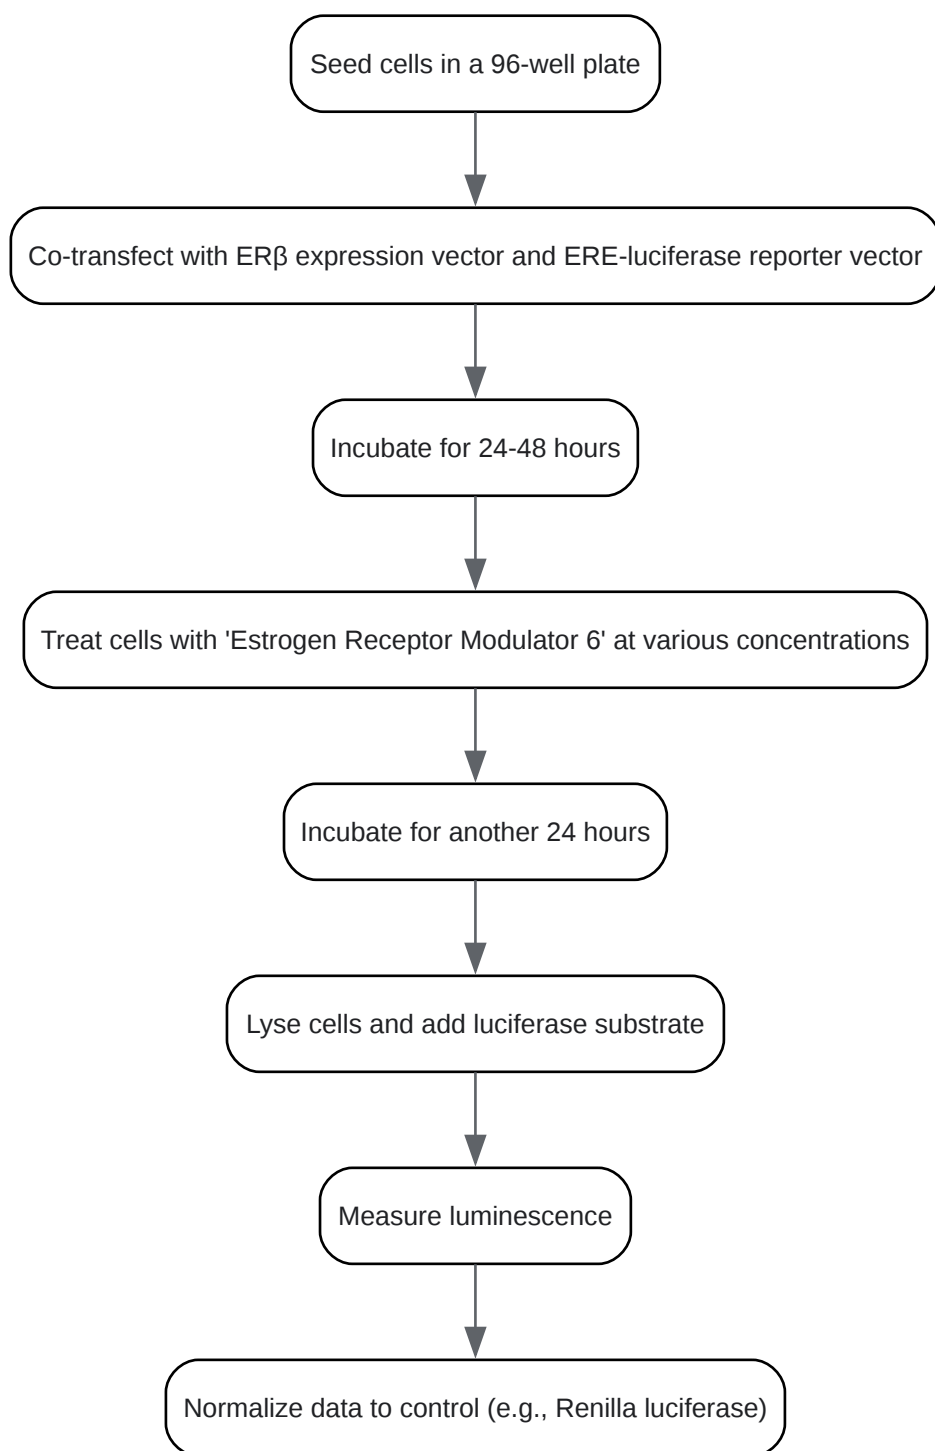 Seed cells in a 96-well plate
Co-transfect with ERβ expression vector and ERE-luciferase reporter vector
Incubate for 24-48 hours
Treat cells with 'Estrogen Receptor Modulator 6' at various concentrations
Incubate for another 24 hours
Lyse cells and add luciferase substrate
Measure luminescence
Normalize data to control (e.g., Renilla luciferase)